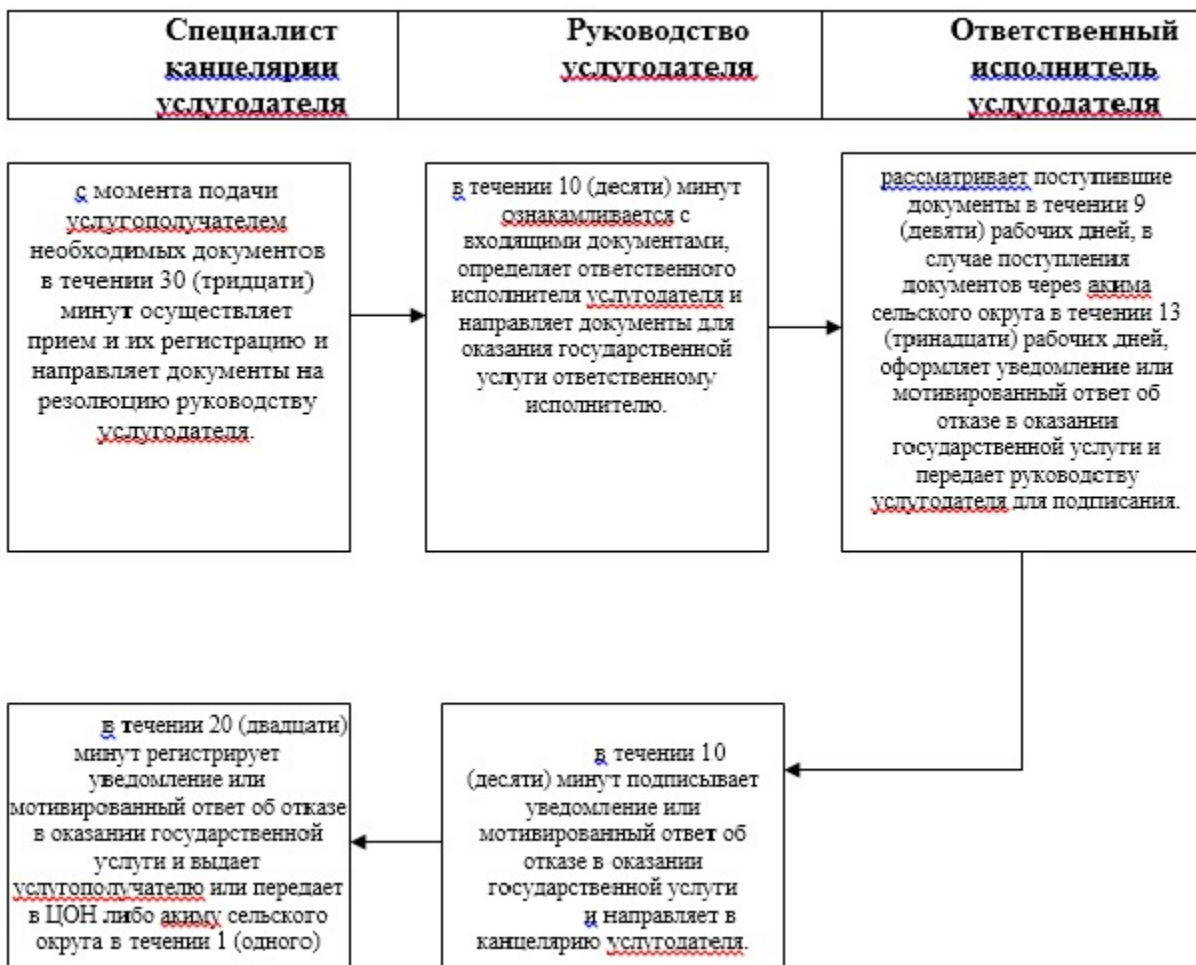 Специалист
канцелярии
услугодателя
Руководство
услугодателя
Ответственный
исполнитель
услугодателя
с момента подачи
услугополучателем
необходимых документов
в течении 30 (тридцати)
минут осуществляет
прием и их регистрацию и
направляет документы на
резолюцию руководству
услугодателя.
в течении 10 (десяти) минут
ознакамливается с
входящими документами,
определяет ответственного
исполнителя услугодателя и
направляет документы для
оказания государственной
услуги ответственному
исполнителю.
рассматривает поступившие
документы в течении 9
(девяти) рабочих дней, в
случае поступления
документов через акима
сельского округа в течении 13
(тринадцати) рабочих дней,
оформляет уведомление или
мотивированный ответ об
отказе в оказании
государственной услуги и
передает руководству
услугодателя для подписания.
в течении 10
(десяти) минут подписывает
уведомление или
мотивированный ответ об
отказе в оказании
государственной услуги
и направляет в
канцелярию услугодателя.
в течении 20 (двадцати)
минут регистрирует
уведомление или
мотивированный ответ об отказе
в оказании государственной
услуги и выдает
услугополучателю или передает
в ЦОН либо акиму сельского
округа в течении 1 (одного)